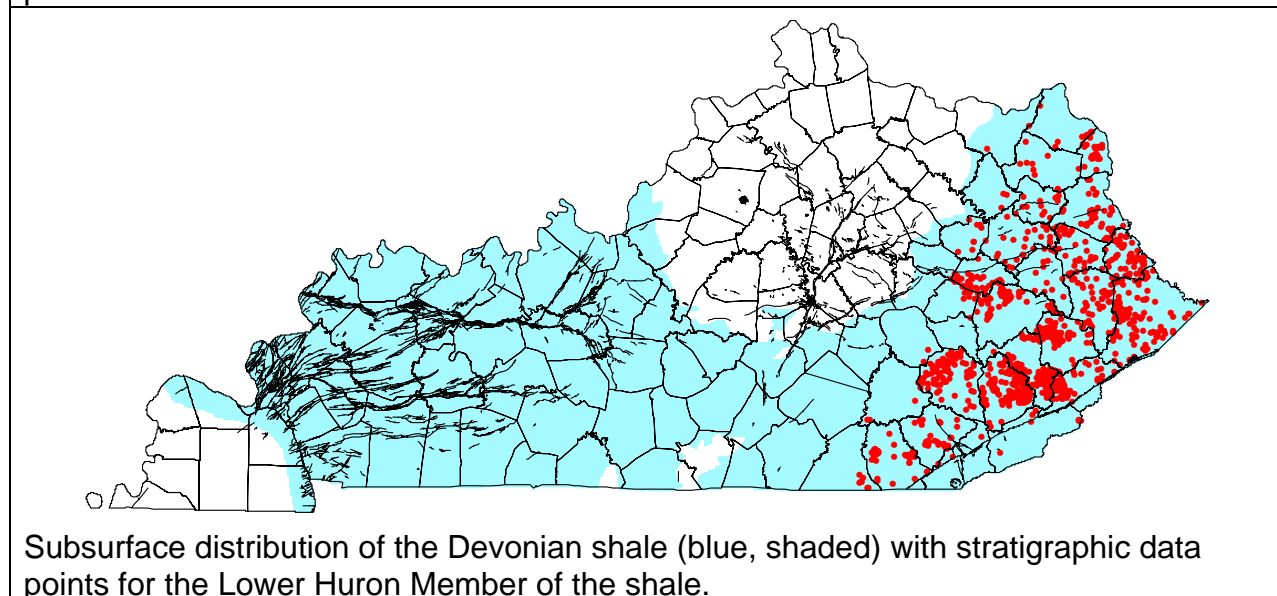 Subsurface distribution of the Devonian shale (blue, shaded) with stratigraphic data
points for the Lower Huron Member of the shale.